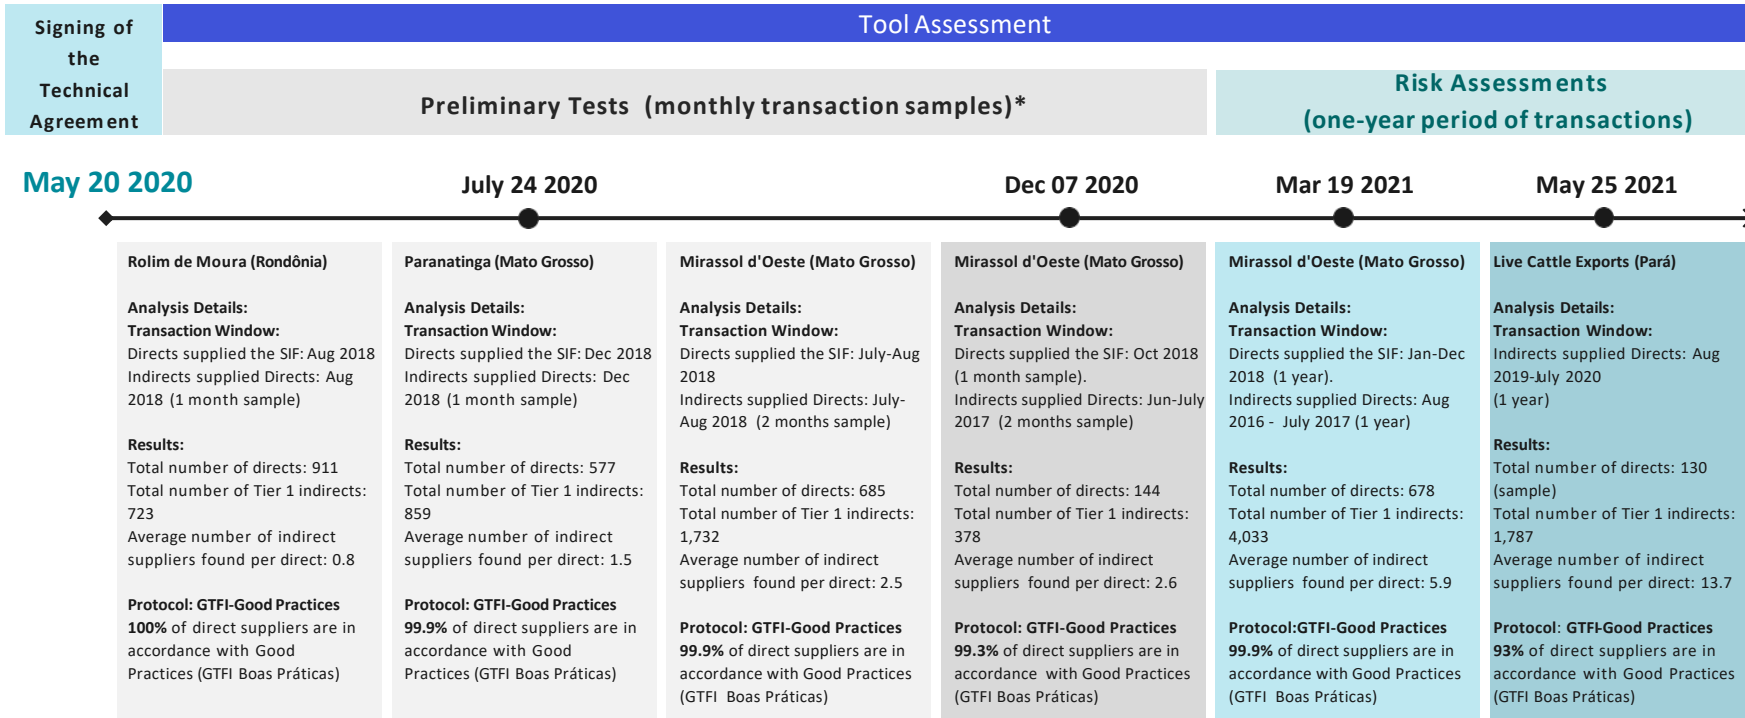 Signing of
the
Technical
Agreement
Tool Assessment
Preliminary Tests (monthly transaction samples)*
Risk Assessments
(one-year period of transactions)
May 20 2020
July 24 2020
Dec 07 2020
Mar 19 2021
May 25 2021
Rolim de Moura (Rondônia)
Analysis Details:
Transaction Window:
Directs supplied the SIF: Aug 2018
Indirects supplied Directs: Aug
2018 (1 month sample)
Results:
Total number of directs: 911
Total number of Tier 1 indirects:
723
Average number of indirect
suppliers found per direct: 0.8
Protocol: GTFI-Good Practices
100% of direct suppliers are in
accordance with Good
Practices (GTFI Boas Práticas)
Paranatinga (Mato Grosso)
Analysis Details:
Transaction Window:
Directs supplied the SIF: Dec 2018
Indirects supplied Directs: Dec
2018 (1 month sample)
Results:
Total number of directs: 577
Total number of Tier 1 indirects:
859
Average number of indirect
suppliers found per direct: 1.5
Protocol: GTFI-Good Practices
99.9% of direct suppliers are in
accordance with Good
Practices (GTFI Boas Práticas)
Mirassol d'Oeste (Mato Grosso)
Analysis Details:
Transaction Window:
Directs supplied the SIF: July-Aug
2018
Indirects supplied Directs: July-
Aug 2018 (2 months sample)
Results:
Total number of directs: 685
Total number of Tier 1 indirects:
1,732
Average number of indirect
suppliers found per direct: 2.5
Protocol: GTFI-Good Practices
99.9% of direct suppliers are in
accordance with Good Practices
(GTFI Boas Práticas)
Mirassol d'Oeste (Mato Grosso)
Analysis Details:
Transaction Window:
Directs supplied the SIF: Oct 2018
(1 month sample).
Indirects supplied Directs: Jun-July
2017 (2 months sample)
Results:
Total number of directs: 144
Total number of Tier 1 indirects:
378
Average number of indirect
suppliers found per direct: 2.6
Protocol: GTFI-Good Practices
99.3% of direct suppliers are in
accordance with Good Practices
(GTFI Boas Práticas)
Mirassol d'Oeste (Mato Grosso)
Analysis Details:
Transaction Window:
Directs supplied the SIF: Jan-Dec
2018 (1 year).
Indirects supplied Directs: Aug
2016 - July 2017 (1 year)
Results:
Total number of directs: 678
Total number of Tier 1 indirects:
4,033
Average number of indirect
suppliers found per direct: 5.9
Protocol:GTFI-Good Practices
99.9% of direct suppliers are in
accordance with Good Practices
(GTFI Boas Práticas)
Live Cattle Exports (Pará)
Analysis Details:
Transaction Window:
Indirects supplied Directs: Aug
2019-July 2020
(1 year)
Results:
Total number of directs: 130
(sample)
Total number of Tier 1 indirects:
1,787
Average number of indirect
suppliers found per direct: 13.7
Protocol: GTFI-Good Practices
93% of direct suppliers are in
accordance with Good Practices
(GTFI Boas Práticas)